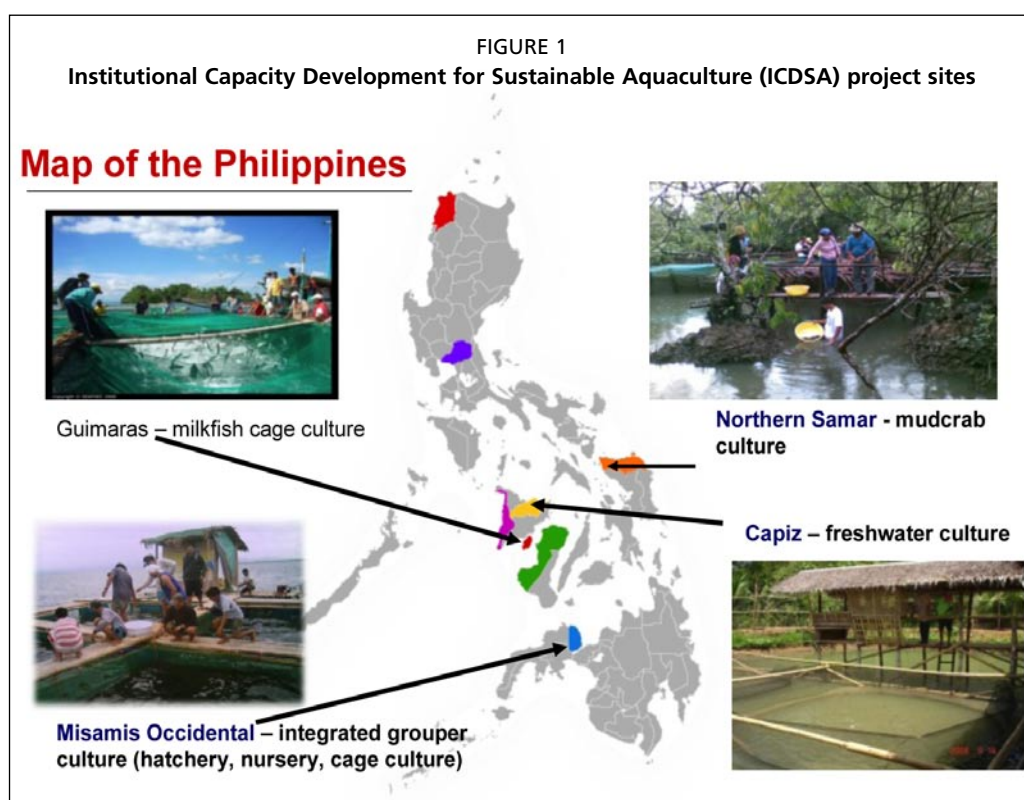 FIGURE 1
Institutional Capacity Development for Sustainable Aquaculture (ICDSA) project sites
Map of the Philippines
Guimaras – milkfish cage culture
Northern Samar - mudcrab
culture
Capiz – freshwater culture
Misamis Occidental – integrated grouper
culture (hatchery, nursery, cage culture)